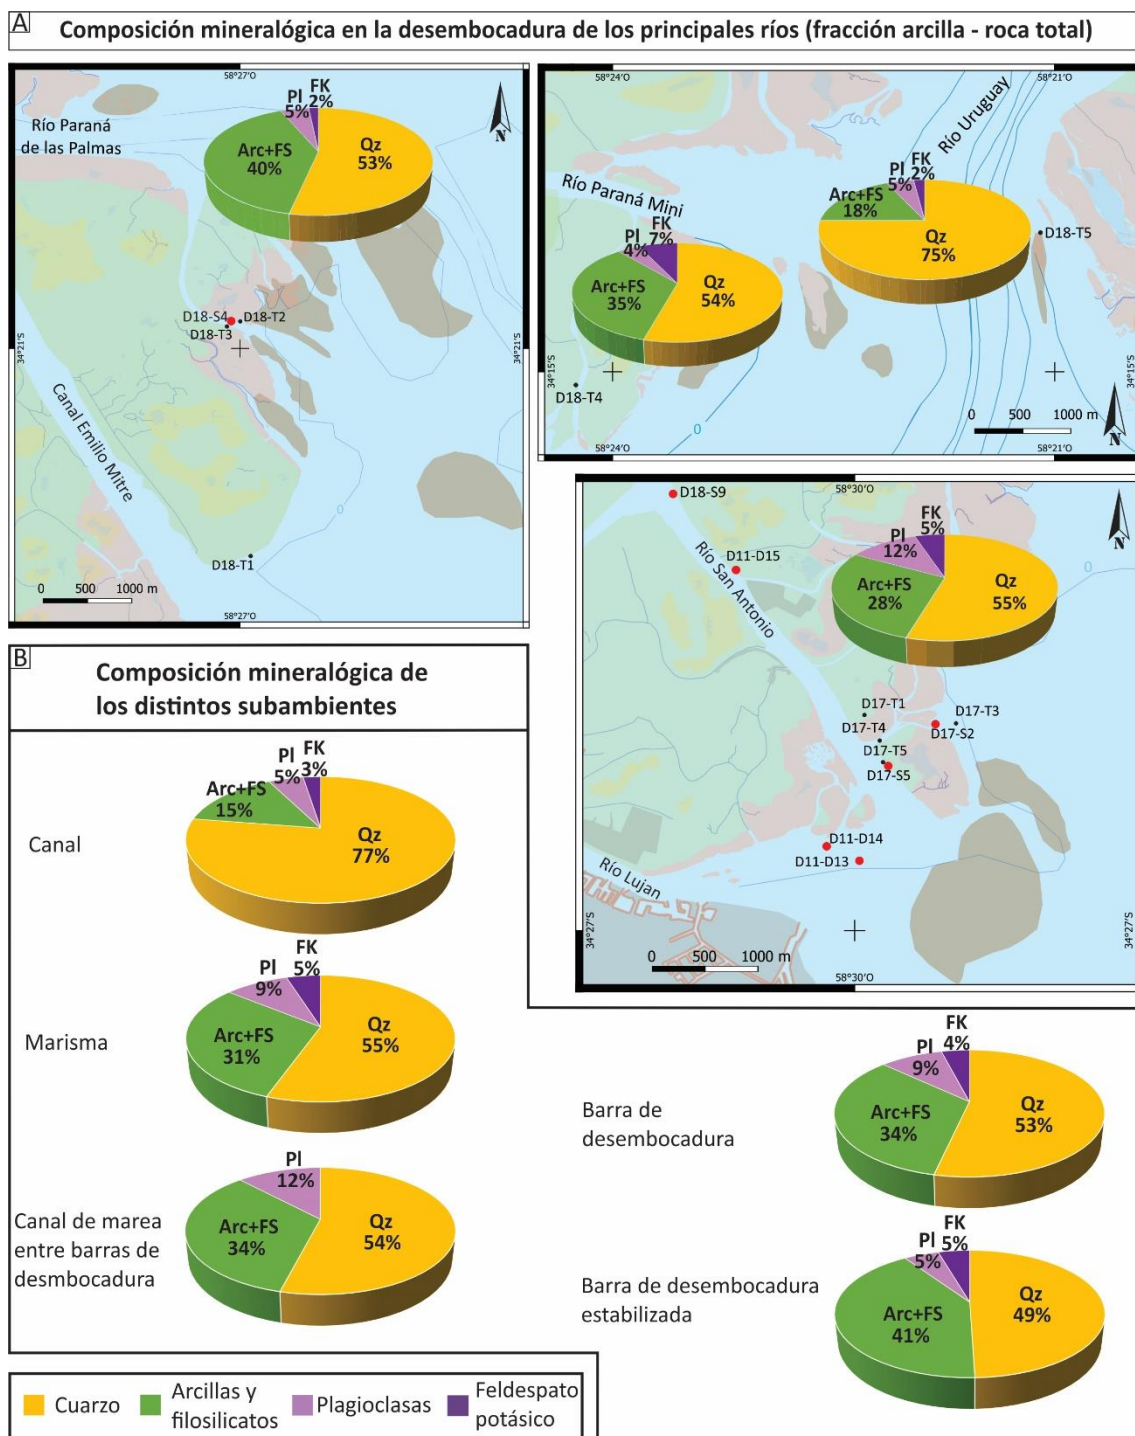 A
Composición mineralógica en la desembocadura de los principales ríos (fracción arcilla - roca total)
58°27'O
Río Paraná
de las Palmas
Pl
5%
FK
2%
Arc+FS
40%
Qz
53%
N
D18-S4
D18-T2
D18-T3
34°21'S
34°21'S
Canal Emilio Mitre
0
D18-T1
0 500 1000 m
58°27'O
58°24'O
58°21'O
Río Uruguay
Río Paraná Mini
Pl
4%
FK
7%
Arc+FS
35%
Qz
54%
Pl
5%
FK
2%
Arc+FS
18%
Qz
75%
D18-T5
34°15'S
34°15'S
D18-T4
0
0 500 1000 m
N
58°24'O
58°21'O
58°30'O
D18-S9
D11-D15
Río San Antonio
Pl
12%
FK
5%
Arc+FS
28%
Qz
55%
N
0
D17-T1
D17-T4
D17-T3
D17-S2
D17-T5
D17-S5
D11-D14
D11-D13
Río Lujan
34°27'S
34°27'S
0 500 1000 m
58°30'O
B
Composición mineralógica de
los distintos subambientes
Canal
Arc+FS
15%
Pl
5%
FK
3%
Qz
77%
Marisma
Arc+FS
31%
Pl
9%
FK
5%
Qz
55%
Canal de marea
entre barras de
desmbocadura
Arc+FS
34%
Pl
12%
Qz
54%
Barra de
desembocadura
Arc+FS
34%
Pl
9%
FK
4%
Qz
53%
Barra de desembocadura
estabilizada
Arc+FS
41%
Pl
5%
FK
5%
Qz
49%
Cuarzo
Arcillas y
filosilicatos
Plagioclasas
Feldespato
potásico